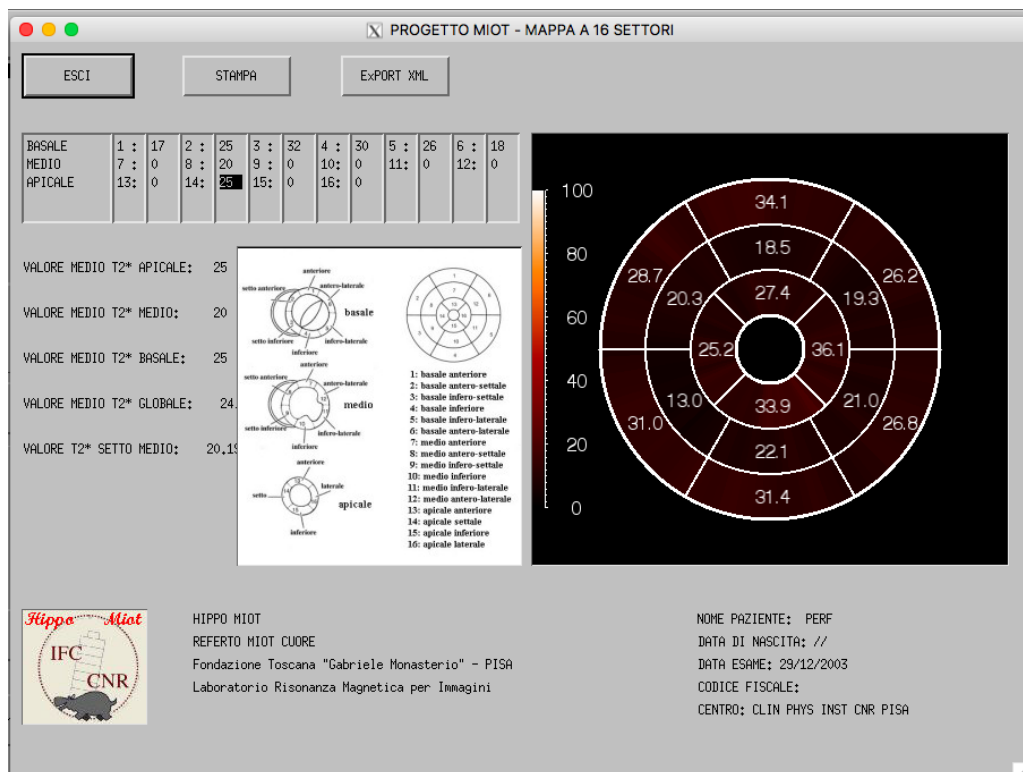 PROGETTO MIOT - MAPPA A 16 SETTORI
ESCI STAMPA ExPORT XML
BASALE 1 : 17 2 : 25 3 : 32 4 : 30 5 : 26 6 : 18
MEDIO 7 : 0 8 : 20 9 : 0 10: 0 11: 0 12: 0
APICALE 13: 0 14: 25 15: 0 16: 0
VALORE MEDIO T2* APICALE: 25
VALORE MEDIO T2* MEDIO: 20
VALORE MEDIO T2* BASALE: 25
VALORE MEDIO T2* GLOBALE: 24.
VALORE T2* SETTO MEDIO: 20.19
anteriore
setto anteriore
antero-laterale
basale
setto inferiore
infero-laterale
inferiore
setto anteriore
antero-laterale
medio
setto inferiore
infero-laterale
inferiore
anteriore
laterale
setto
apicale
inferiore
1: basale anteriore
2: basale antero-settale
3: basale infero-settale
4: basale inferiore
5: basale infero-laterale
6: basale antero-laterale
7: medio anteriore
8: medio antero-settale
9: medio infero-settale
10: medio inferiore
11: medio infero-laterale
12: medio antero-laterale
13: apicale anteriore
14: apicale settale
15: apicale inferiore
16: apicale laterale
100
80
60
40
20
0
34.1
18.5
28.7 26.2
20.3 27.4 19.3
25.2 36.1
13.0 33.9 21.0
31.0 26.8
22.1
31.4
Hippo Miot
IFC
CNR
HIPPO MIOT
REFERTO MIOT CUORE
Fondazione Toscana "Gabriele Monasterio" - PISA
Laboratorio Risonanza Magnetica per Immagini
NOME PAZIENTE: PERF
DATA DI NASCITA: //
DATA ESAME: 29/12/2003
CODICE FISCALE:
CENTRO: CLIN PHYS INST CNR PISA